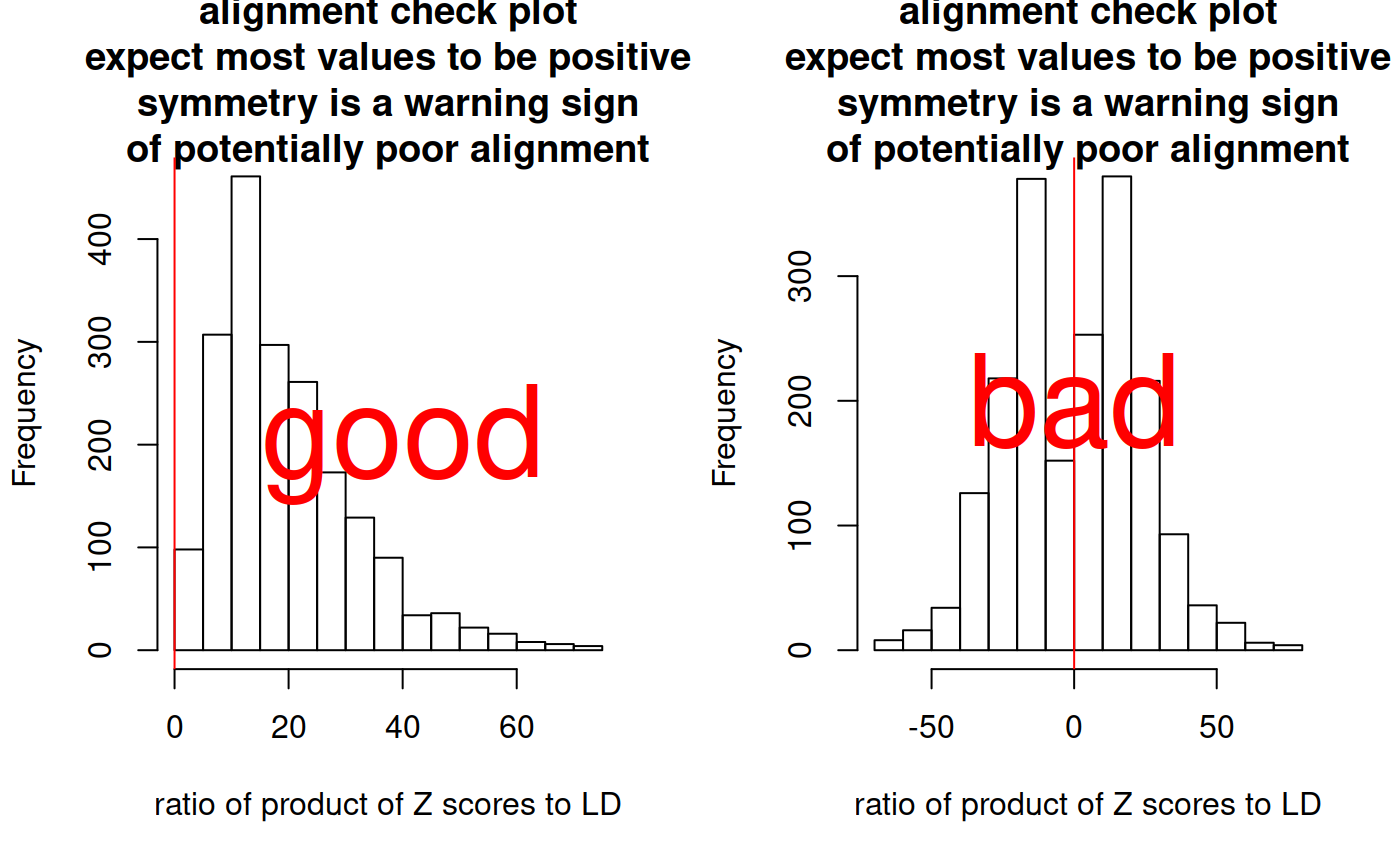 alignment check plot
expect most values to be positive
symmetry is a warning sign
of potentially poor alignment
Frequency
0
100
200
300
400
good
0
20
40
60
ratio of product of Z scores to LD
alignment check plot
expect most values to be positive
symmetry is a warning sign
of potentially poor alignment
Frequency
0
100
200
300
bad
-50
0
50
ratio of product of Z scores to LD